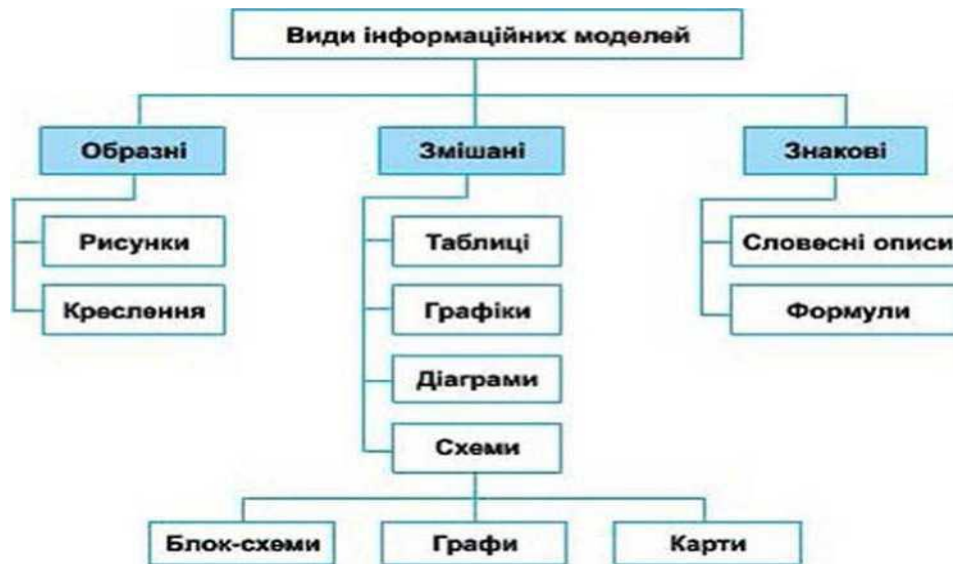 Види інформаційних моделей
Образні
Змішані
Знакові
Рисунки
Таблиці
Словесні описи
Креслення
Графіки
Формули
Діаграми
Схеми
Блок-схеми
Графи
Карти